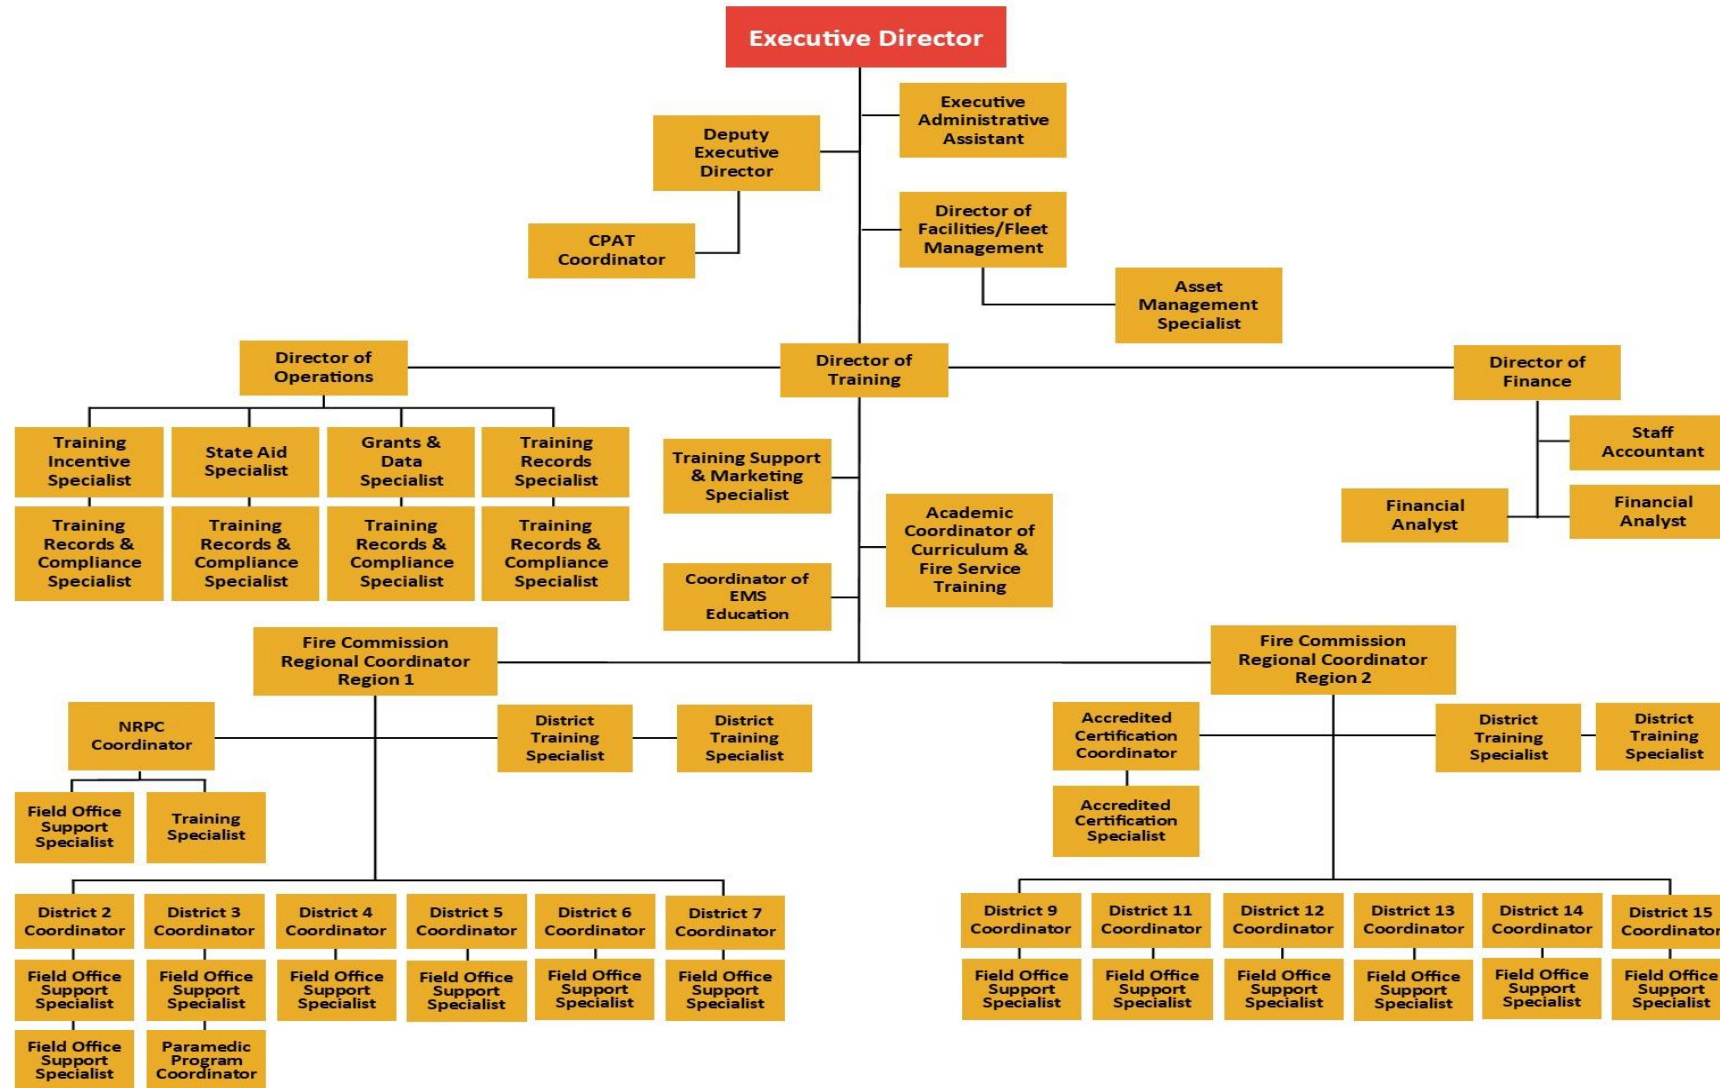 Executive Director
Executive
Administrative
Assistant
Deputy
Executive
Director
Director of
Facilities/Fleet
Management
CPAT
Coordinator
Asset
Management
Specialist
Director of
Operations
Director of
Training
Director of
Finance
Training
Incentive
Specialist
State Aid
Specialist
Grants &
Data
Specialist
Training
Records
Specialist
Training Support
& Marketing
Specialist
Staff
Accountant
Training
Records &
Compliance
Specialist
Training
Records &
Compliance
Specialist
Training
Records &
Compliance
Specialist
Training
Records &
Compliance
Specialist
Academic
Coordinator of
Curriculum &
Fire Service
Training
Financial
Analyst
Financial
Analyst
Coordinator of
EMS
Education
Fire Commission
Regional Coordinator
Region 1
Fire Commission
Regional Coordinator
Region 2
NRPC
Coordinator
District
Training
Specialist
District
Training
Specialist
Accredited
Certification
Coordinator
District
Training
Specialist
District
Training
Specialist
Field Office
Support
Specialist
Training
Specialist
Accredited
Certification
Specialist
District 2
Coordinator
District 3
Coordinator
District 4
Coordinator
District 5
Coordinator
District 6
Coordinator
District 7
Coordinator
District 9
Coordinator
District 11
Coordinator
District 12
Coordinator
District 13
Coordinator
District 14
Coordinator
District 15
Coordinator
Field Office
Support
Specialist
Field Office
Support
Specialist
Field Office
Support
Specialist
Field Office
Support
Specialist
Field Office
Support
Specialist
Field Office
Support
Specialist
Field Office
Support
Specialist
Field Office
Support
Specialist
Field Office
Support
Specialist
Field Office
Support
Specialist
Field Office
Support
Specialist
Field Office
Support
Specialist
Field Office
Support
Specialist
Paramedic
Program
Coordinator